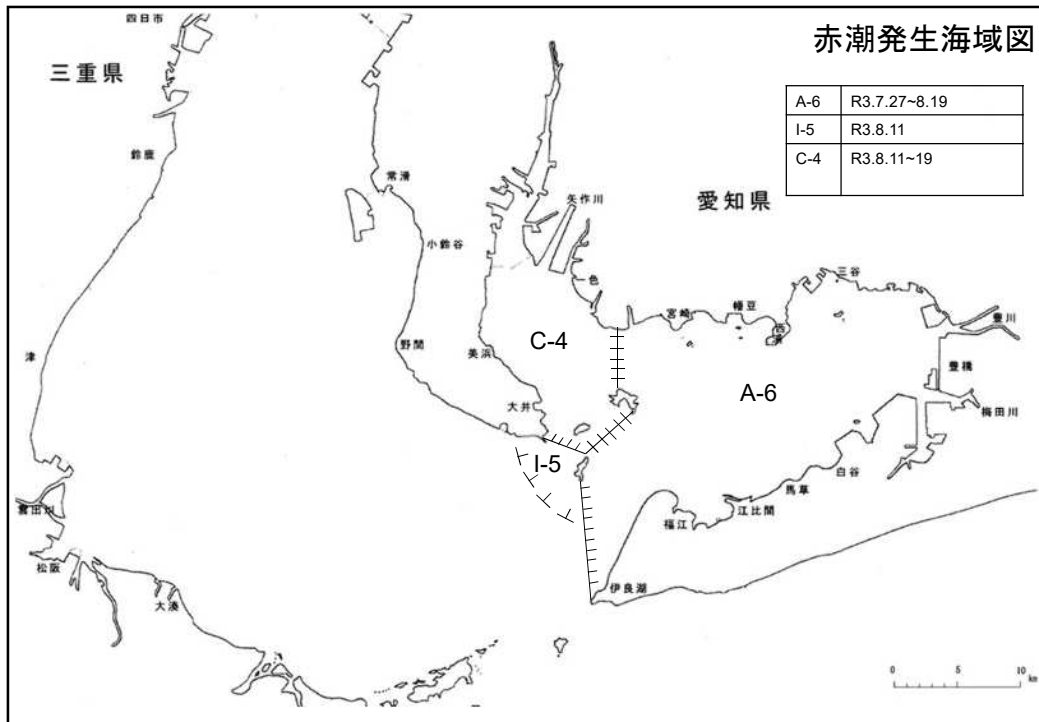 赤潮発生海域図
A-6 R3.7.27~8.19
I-5 R3.8.11
C-4 R3.8.11~19
四日市
三重県
鈴鹿
常滑
矢作川
愛知県
小鈴谷
一色
三谷
宮崎
幡豆
西浦
豊川
津
野間
美浜
C-4
豊橋
A-6
大井
梅田川
I-5
白谷
馬草
江比間
福江
松阪
伊良湖
大湊
0 5 10
km